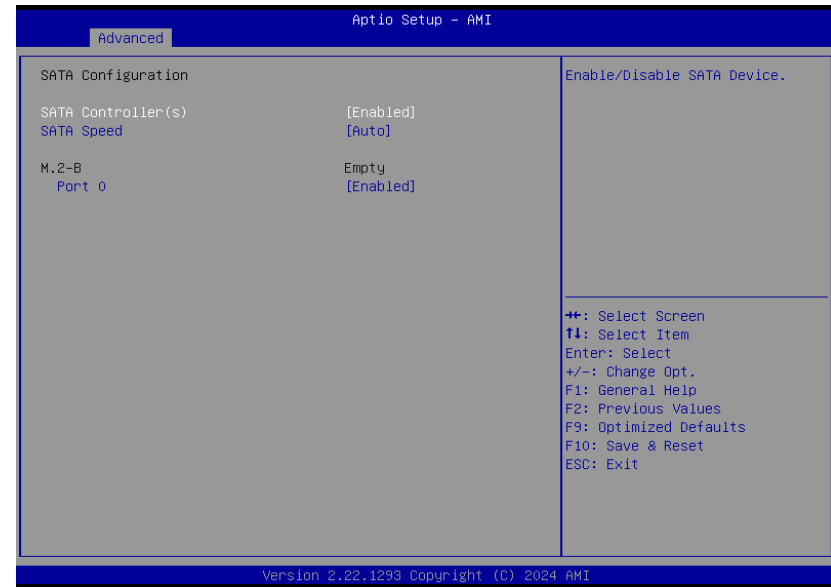 Aptio Setup – AMI
Advanced
SATA Configuration
SATA Controller(s) [Enabled]
SATA Speed [Auto]
M.2-B Empty
Port 0 [Enabled]
Enable/Disable SATA Device.
→←: Select Screen
↑↓: Select Item
Enter: Select
+/-: Change Opt.
F1: General Help
F2: Previous Values
F9: Optimized Defaults
F10: Save & Reset
ESC: Exit
Version 2.22.1293 Copyright (C) 2024 AMI